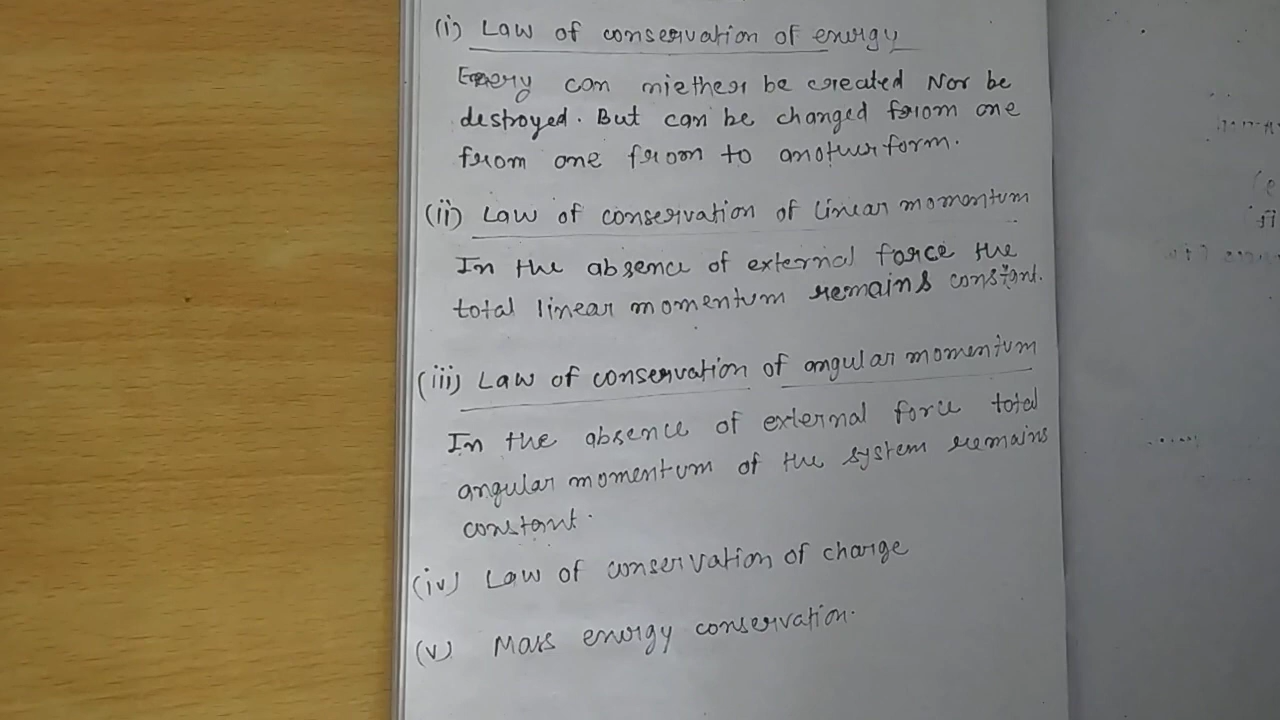 (i) Law of conservation of energy
Enery can niether be created Nor be
destroyed. But can be changed from one
from one from to another form.
(ii) Law of conservation of linear momentum
In the absence of external force the
total linear momentum remains constant.
(iii) Law of conservation of angular momentum
In the absence of external force total
angular momentum of the system remains
constant.
(iv) Law of conservation of charge
(v) Mass energy conservation.